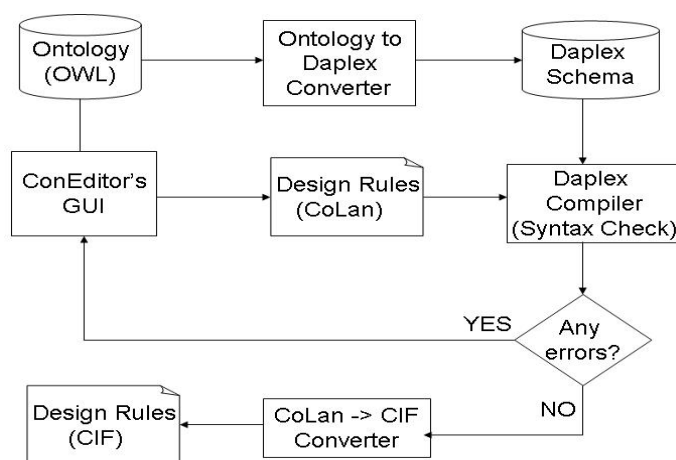 Ontology
(OWL)
Ontology to
Daplex
Converter
Daplex
Schema
ConEditor's
GUI
Design Rules
(CoLan)
Daplex
Compiler
(Syntax Check)
YES
Any
errors?
NO
Design Rules
(CIF)
CoLan -> CIF
Converter